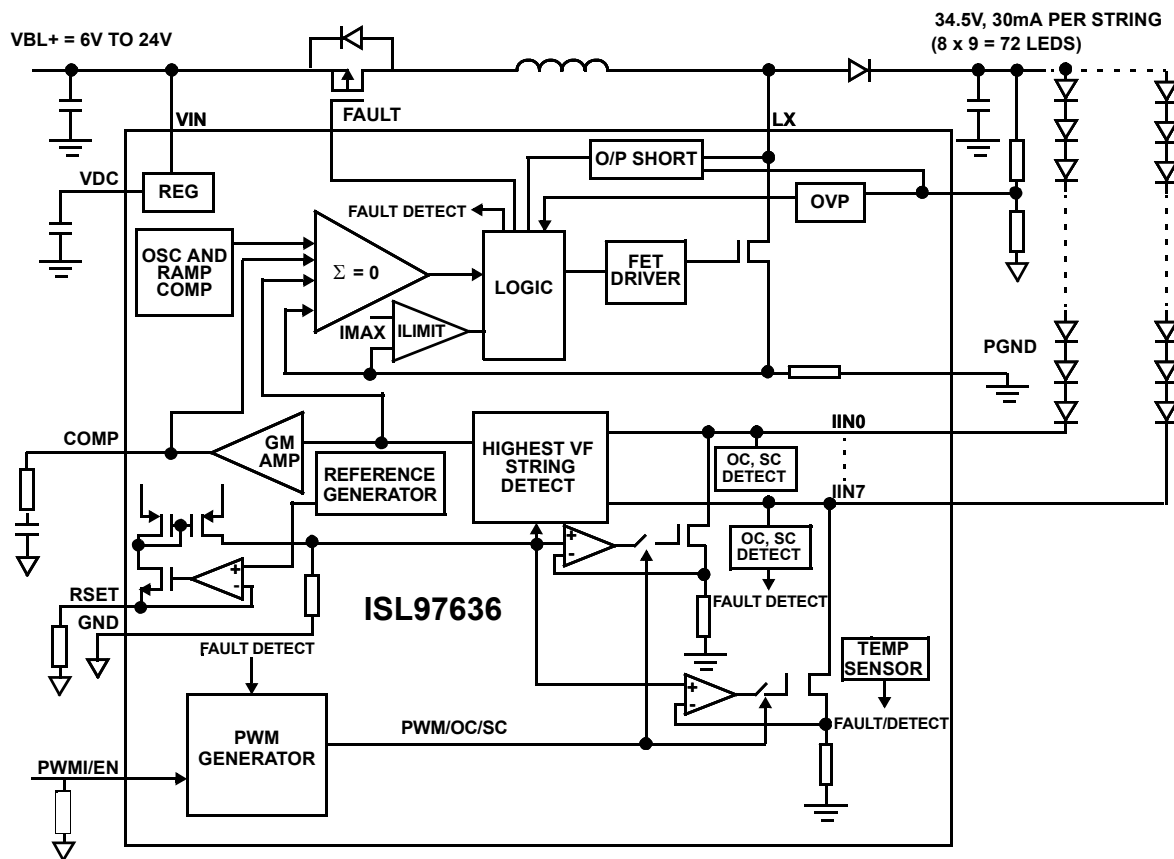 34.5V, 30mA PER STRING
(8 x 9 = 72 LEDS)
VBL+ = 6V TO 24V
FAULT
VIN
LX
O/P SHORT
VDC
REG
OVP
FAULT DETECT
OSC AND
RAMP
COMP
Σ = 0
LOGIC
FET
DRIVER
IMAX
ILIMIT
PGND
COMP
GM
AMP
HIGHEST VF
STRING
DETECT
IIN0
OC, SC
DETECT
REFERENCE
GENERATOR
IIN7
+
-
OC, SC
DETECT
+
-
RSET
FAULT DETECT
GND
ISL97636
FAULT DETECT
TEMP
SENSOR
+
-
FAULT/DETECT
PWM/OC/SC
PWM
GENERATOR
PWMI/EN